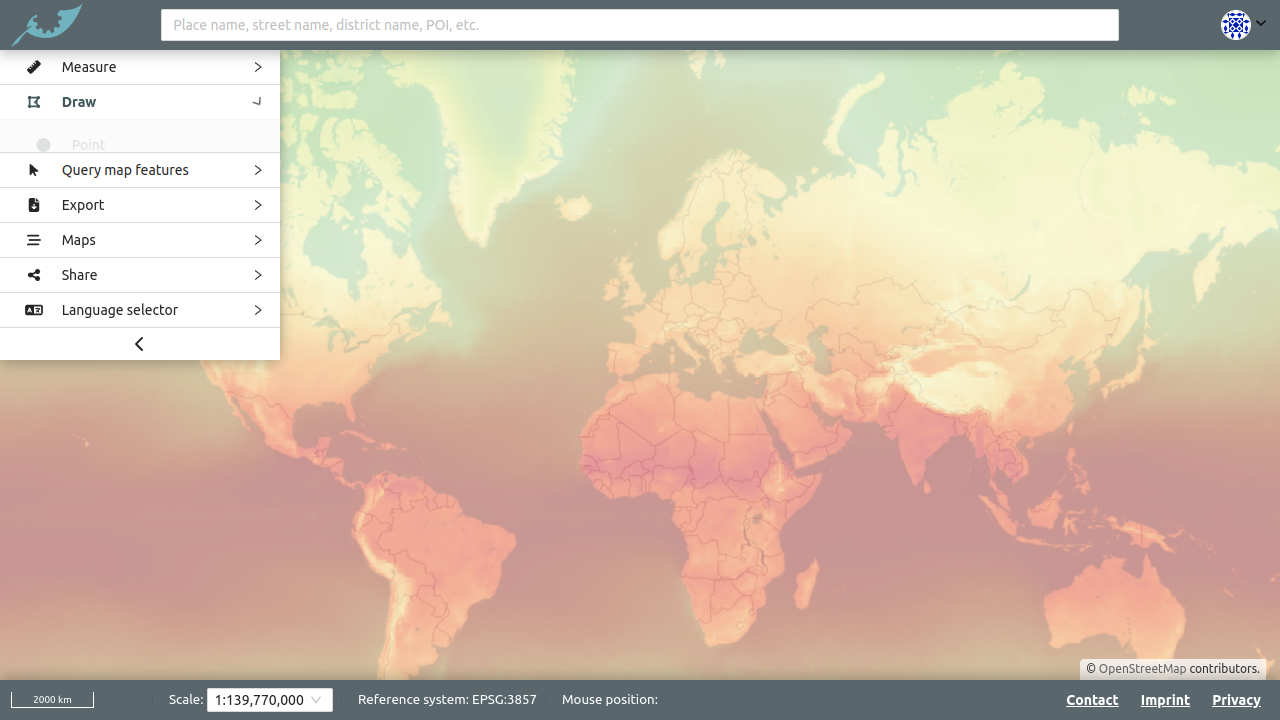 Place name, street name, district name, POI, etc.
Measure
Draw
Point
Query map features
Export
Maps
Share
Language selector
© OpenStreetMap contributors.
2000 km
Scale: 1:139,770,000
Reference system: EPSG:3857
Mouse position:
Contact
Imprint
Privacy